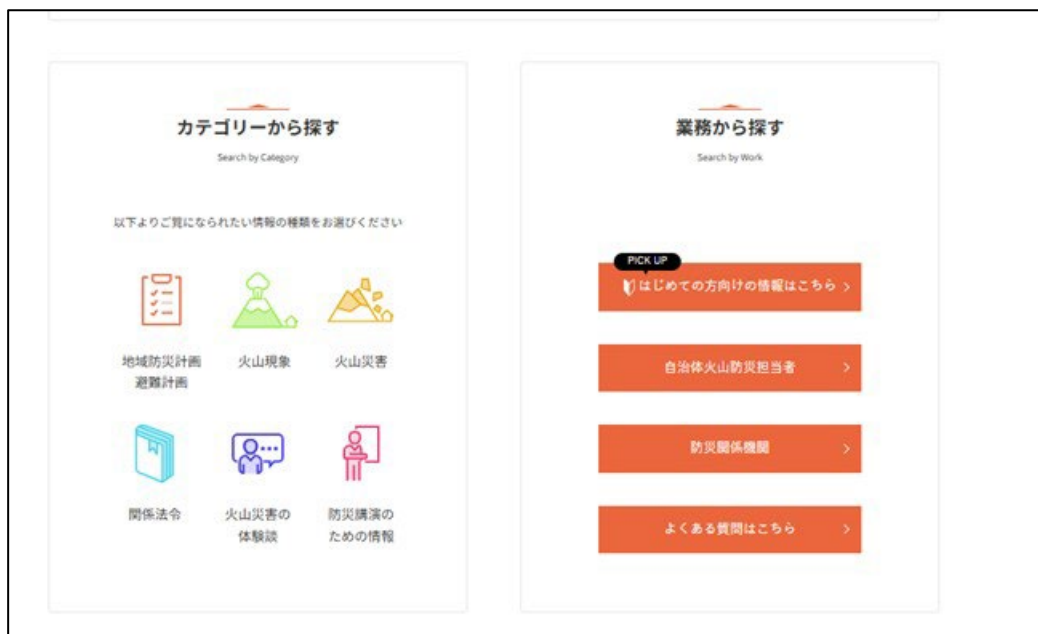 カテゴリーから探す
Search by Category
以下よりご覧になられたい情報の種類をお選びください
地域防災計画
避難計画
火山現象
火山災害
関係法令
火山災害の
体験談
防災講演の
ための情報
業務から探す
Search by Work
PICK UP
はじめての方向けの情報はこちら
自治体火山防災担当者
防災関係機関
よくある質問はこちら